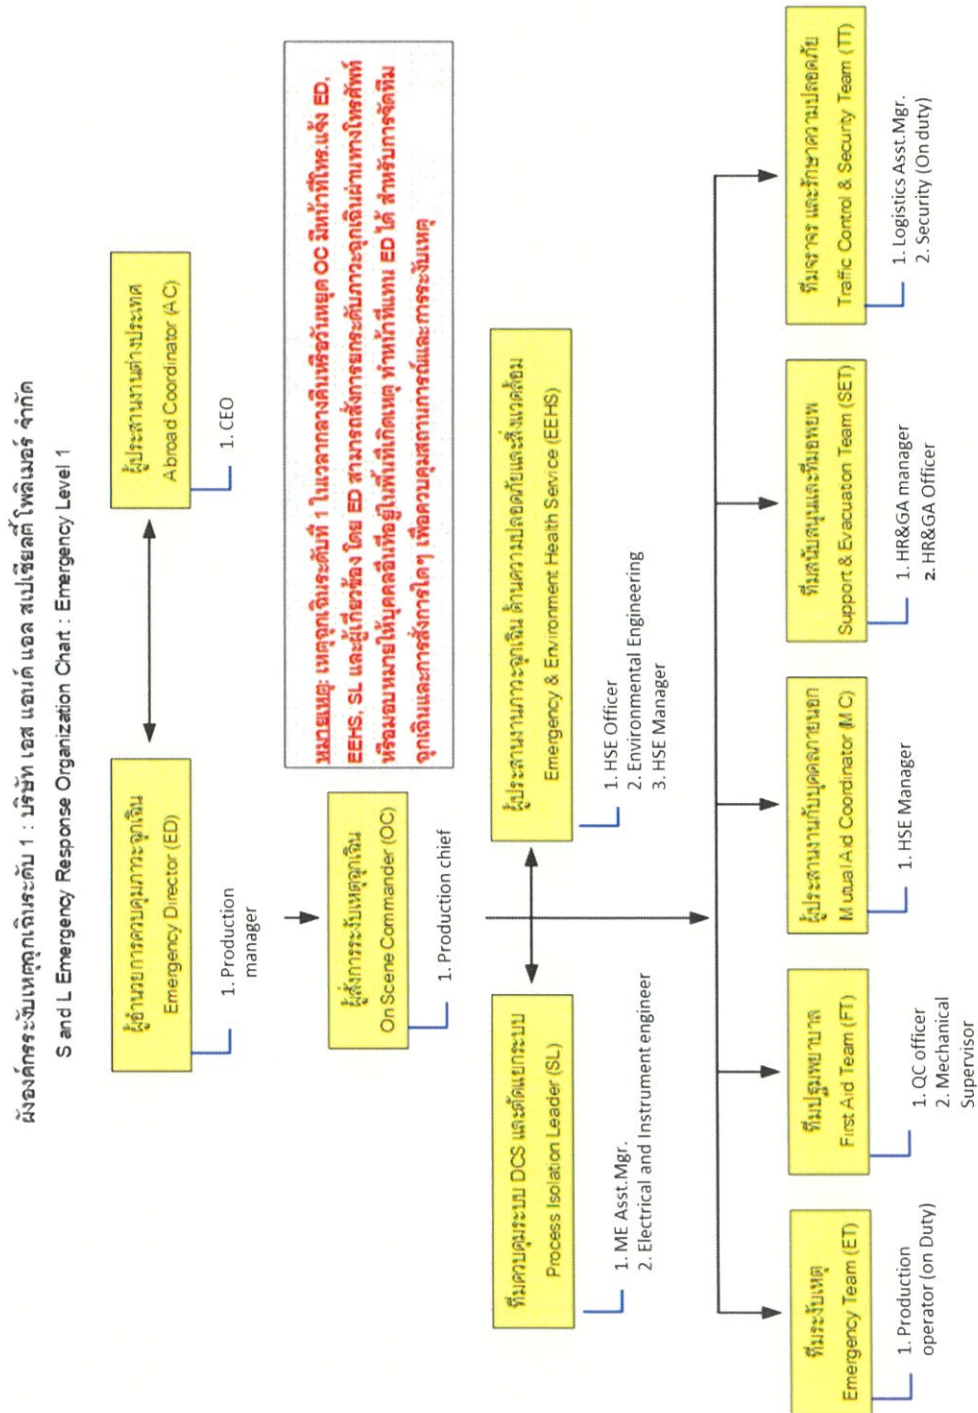 ผังองค์กรระงับเหตุฉุกเฉินระดับ 1 : บริษัท เอส แอนด์ แอล สเปเชียลตี้ โพลิเมอร์ จำกัด
S and L Emergency Response Organization Chart : Emergency Level 1
ผู้อำนวยการควบคุมภาวะฉุกเฉิน
Emergency Director (ED)
1. Production
manager
ผู้ประสานงานต่างประเทศ
Abroad Coordinator (AC)
1. CEO
ผู้สั่งการระงับเหตุฉุกเฉิน
On Scene Commander (OC)
1. Production chief
หมายเหตุ: เหตุฉุกเฉินระดับที่ 1 ในเวลากลางคืนหรือวันหยุด OC มีหน้าที่โทร.แจ้ง ED,
EEHS, SL และผู้เกี่ยวข้อง โดย ED สามารถสั่งการยกระดับภาวะฉุกเฉินผ่านทางโทรศัพท์
หรือมอบหมายให้บุคคลอื่นที่อยู่ในพื้นที่เกิดเหตุ ทำหน้าที่แทน ED ได้ สำหรับการจัดทีม
ฉุกเฉินและการสั่งการใดๆ เพื่อควบคุมสถานการณ์และการระงับเหตุ
ทีมควบคุมระบบ DCS และตัดแยกระบบ
Process Isolation Leader (SL)
1. ME Asst.Mgr.
2. Electrical and Instrument engineer
ผู้ประสานงานภาวะฉุกเฉิน ด้านความปลอดภัยและสิ่งแวดล้อม
Emergency & Environment Health Service (EEHS)
1. HSE Officer
2. Environmental Engineering
3. HSE Manager
ทีมระงับเหตุ
Emergency Team (ET)
1. Production
operator (on Duty)
ทีมปฐมพยาบาล
First Aid Team (FT)
1. QC officer
2. Mechanical
Supervisor
ผู้ประสานงานกับบุคคลภายนอก
Mutual Aid Coordinator (MC)
1. HSE Manager
ทีมสนับสนุนและทีมอพยพ
Support & Evacuation Team (SET)
1. HR&GA manager
2. HR&GA Officer
ทีมจราจร และรักษาความปลอดภัย
Traffic Control & Security Team (TT)
1. Logistics Asst.Mgr.
2. Security (On duty)